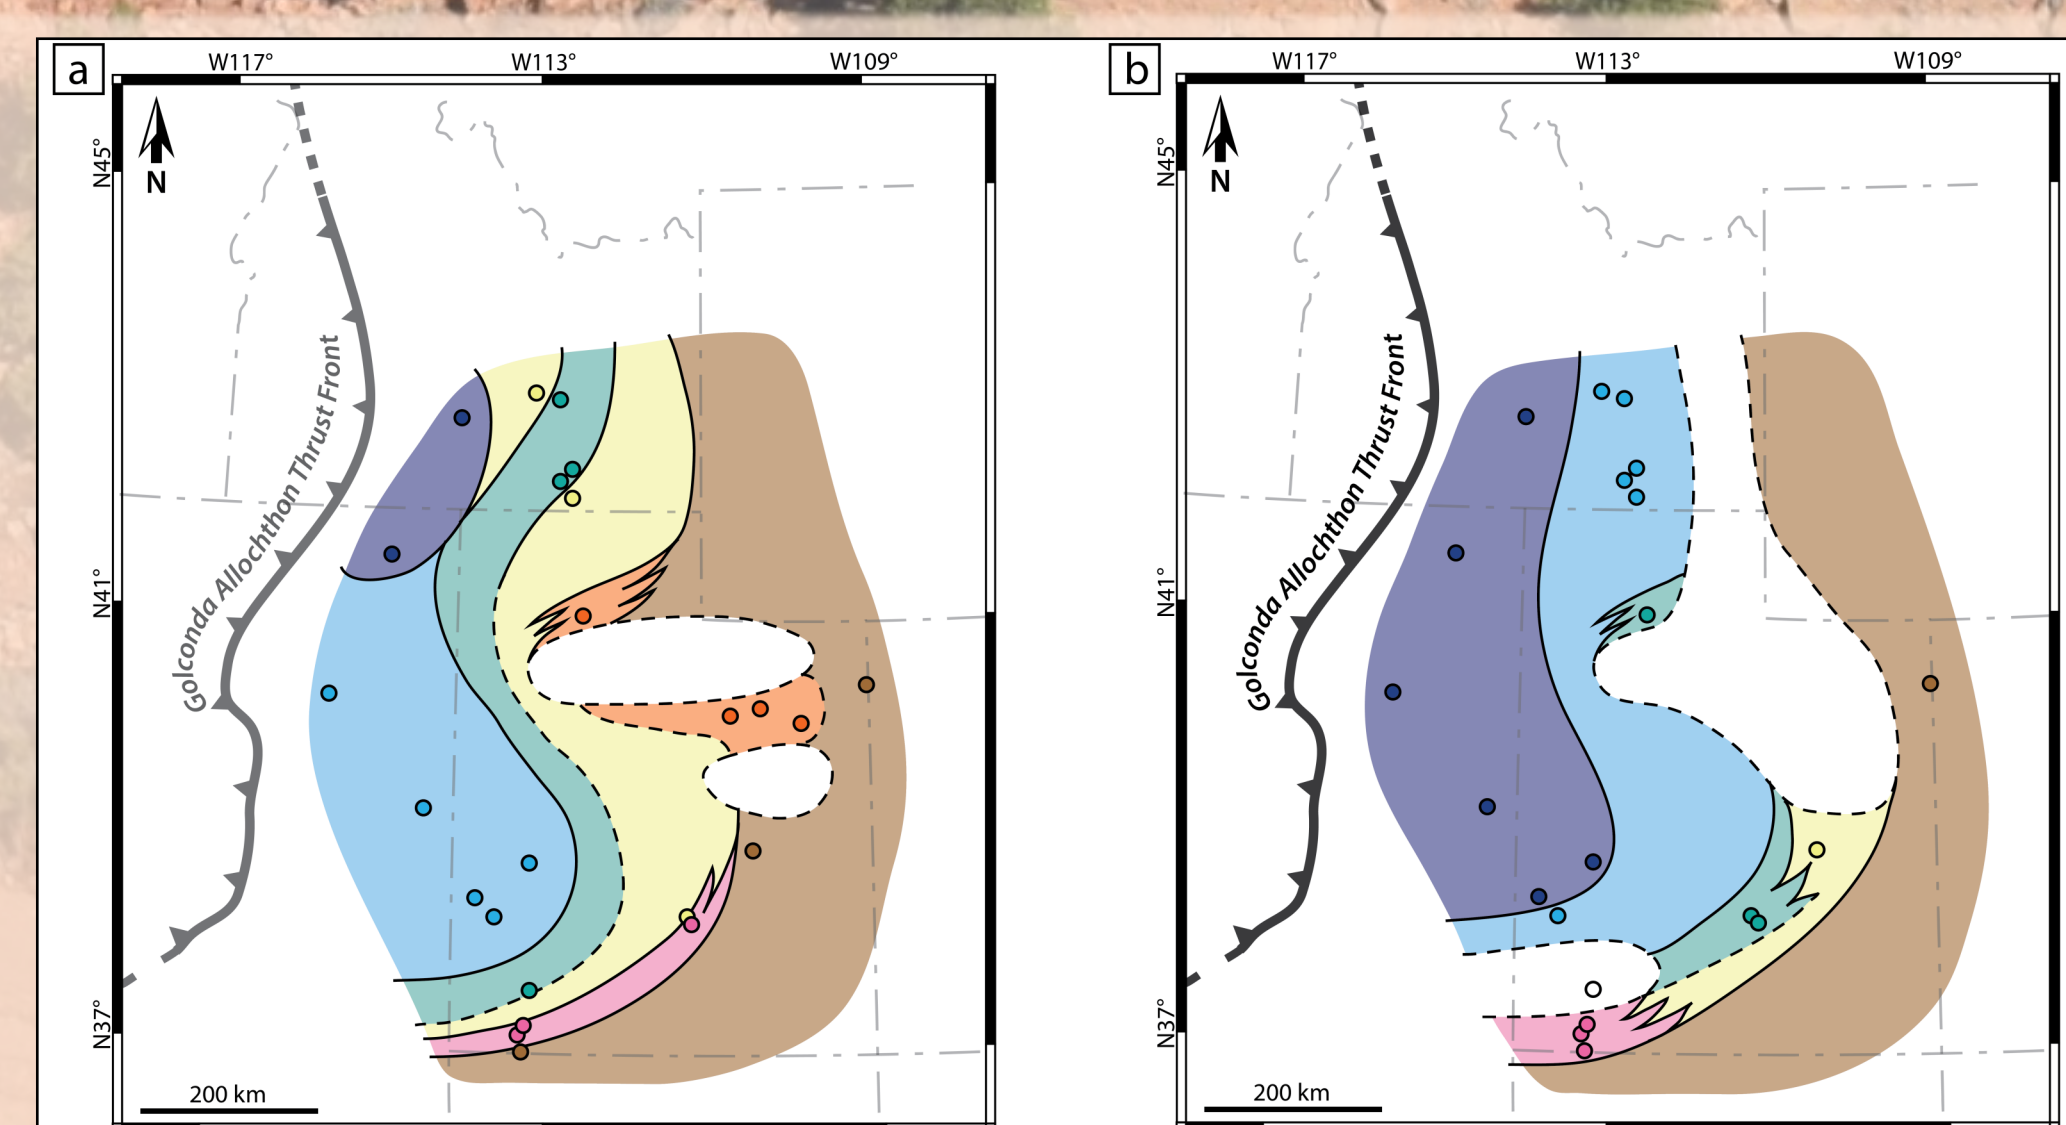 a
W117°
W113°
W109°
N45°
N
Golconda Allochthon Thrust Front
N41°
N37°
200 km
b
W117°
W113°
W109°
N45°
N
Golconda Allochthon Thrust Front
N41°
N37°
200 km